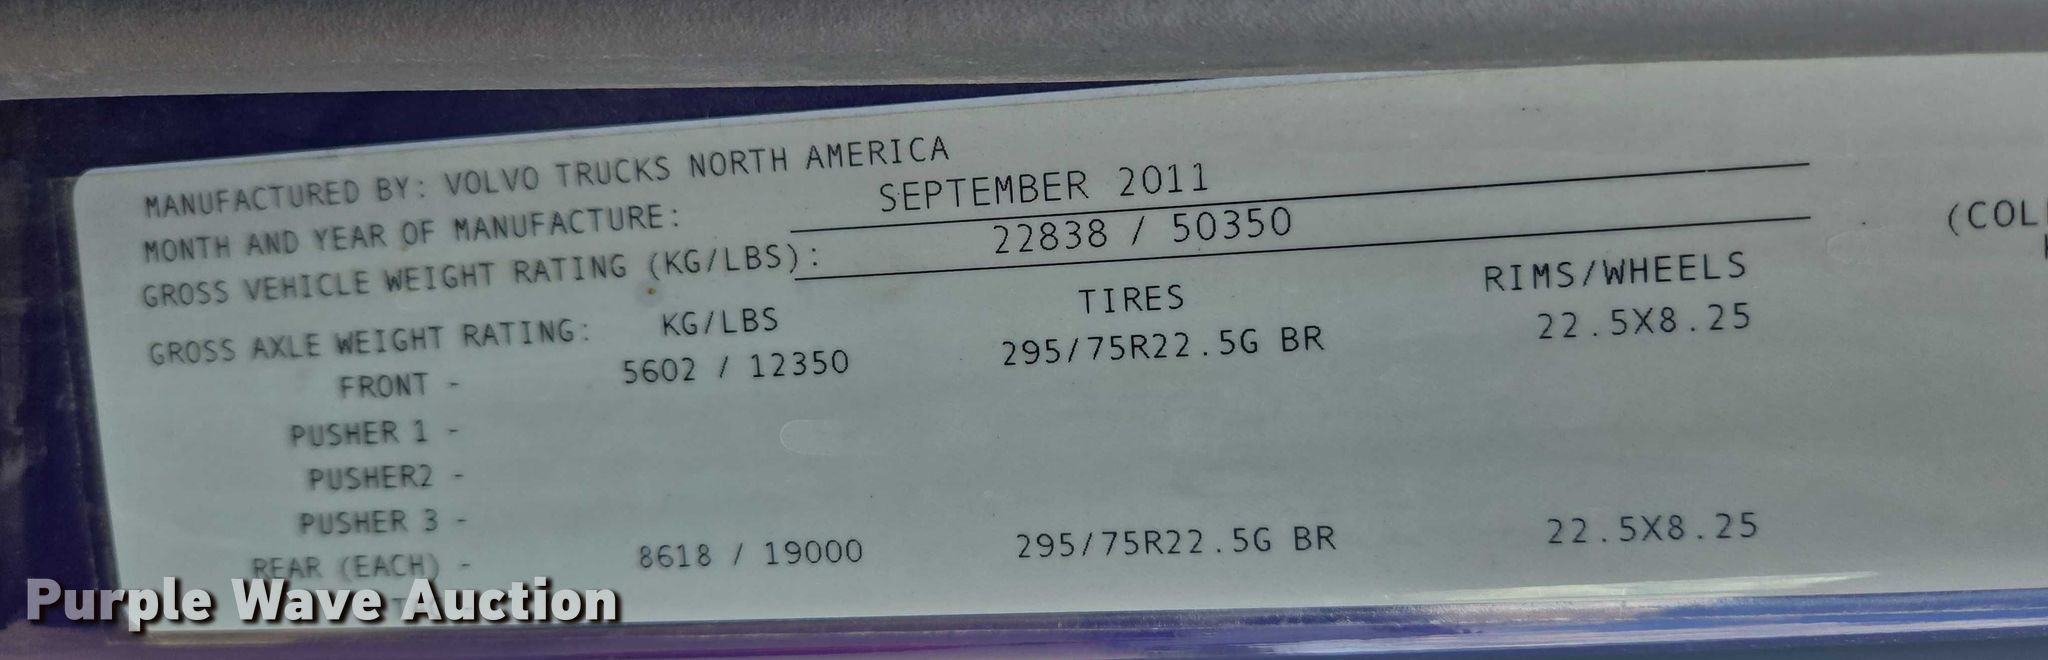 MANUFACTURED BY: VOLVO TRUCKS NORTH AMERICA
MONTH AND YEAR OF MANUFACTURE: SEPTEMBER 2011
GROSS VEHICLE WEIGHT RATING (KG/LBS): 22838 / 50350
GROSS AXLE WEIGHT RATING: KG/LBS TIRES RIMS/WHEELS
FRONT - 5602 / 12350 295/75R22.5G BR 22.5X8.25
PUSHER 1 -
PUSHER2 -
PUSHER 3 -
REAR (EACH) - 8618 / 19000 295/75R22.5G BR 22.5X8.25
(COL
Purple Wave Auction